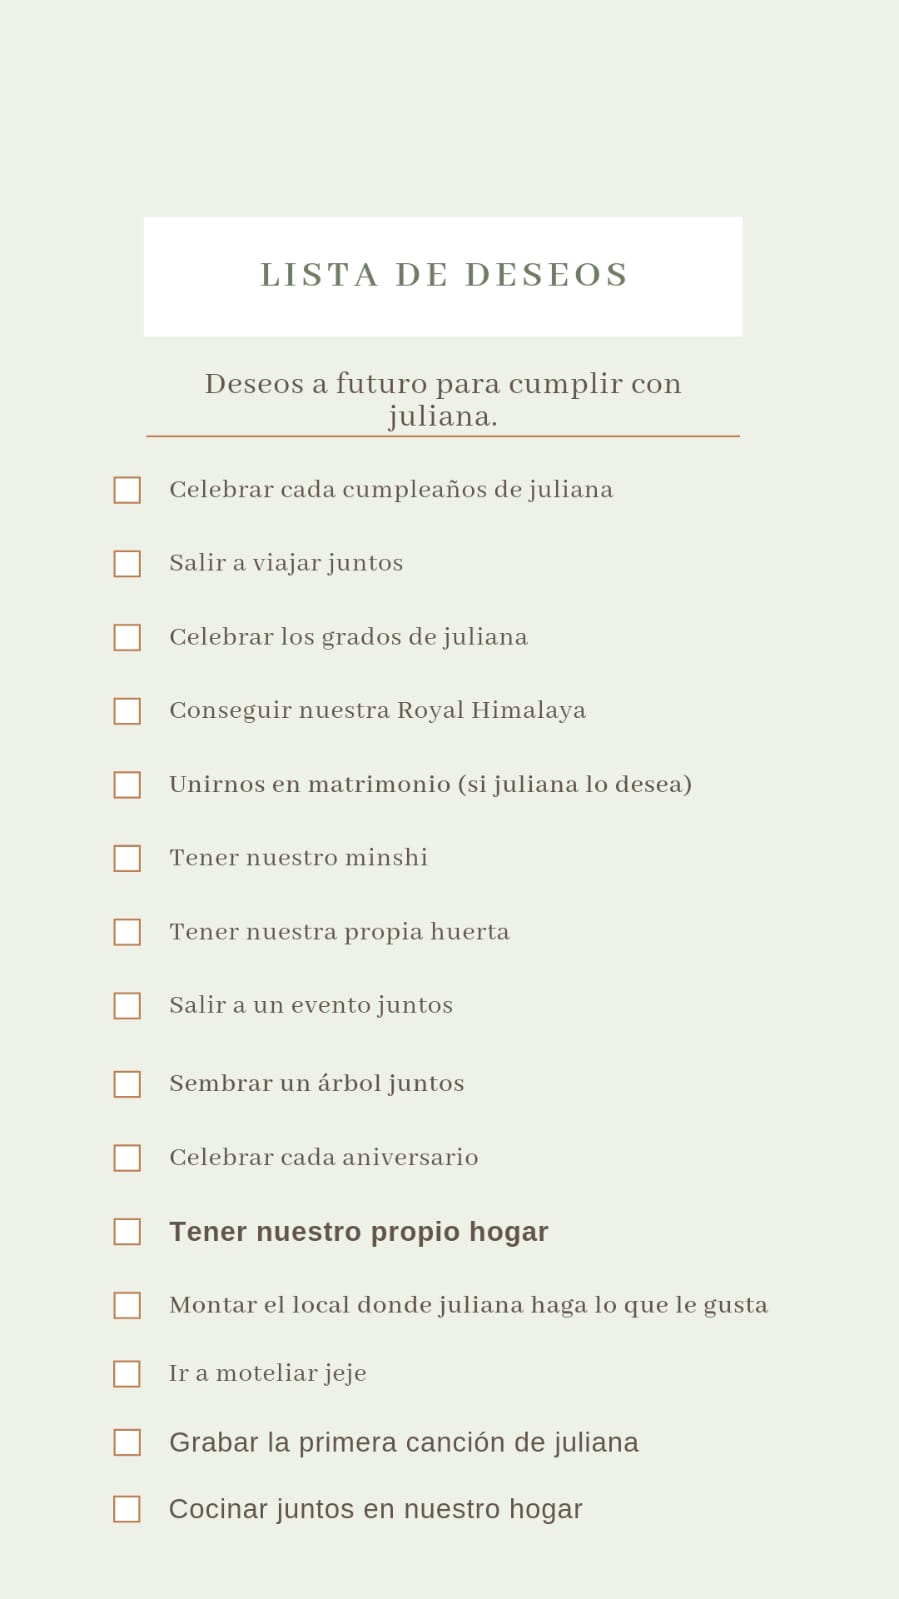 LISTA DE DESEOS
Deseos a futuro para cumplir con
juliana.
Celebrar cada cumpleaños de juliana
Salir a viajar juntos
Celebrar los grados de juliana
Conseguir nuestra Royal Himalaya
Unirnos en matrimonio (si juliana lo desea)
Tener nuestro minshi
Tener nuestra propia huerta
Salir a un evento juntos
Sembrar un árbol juntos
Celebrar cada aniversario
Tener nuestro propio hogar
Montar el local donde juliana haga lo que le gusta
Ir a moteliar jeje
Grabar la primera canción de juliana
Cocinar juntos en nuestro hogar